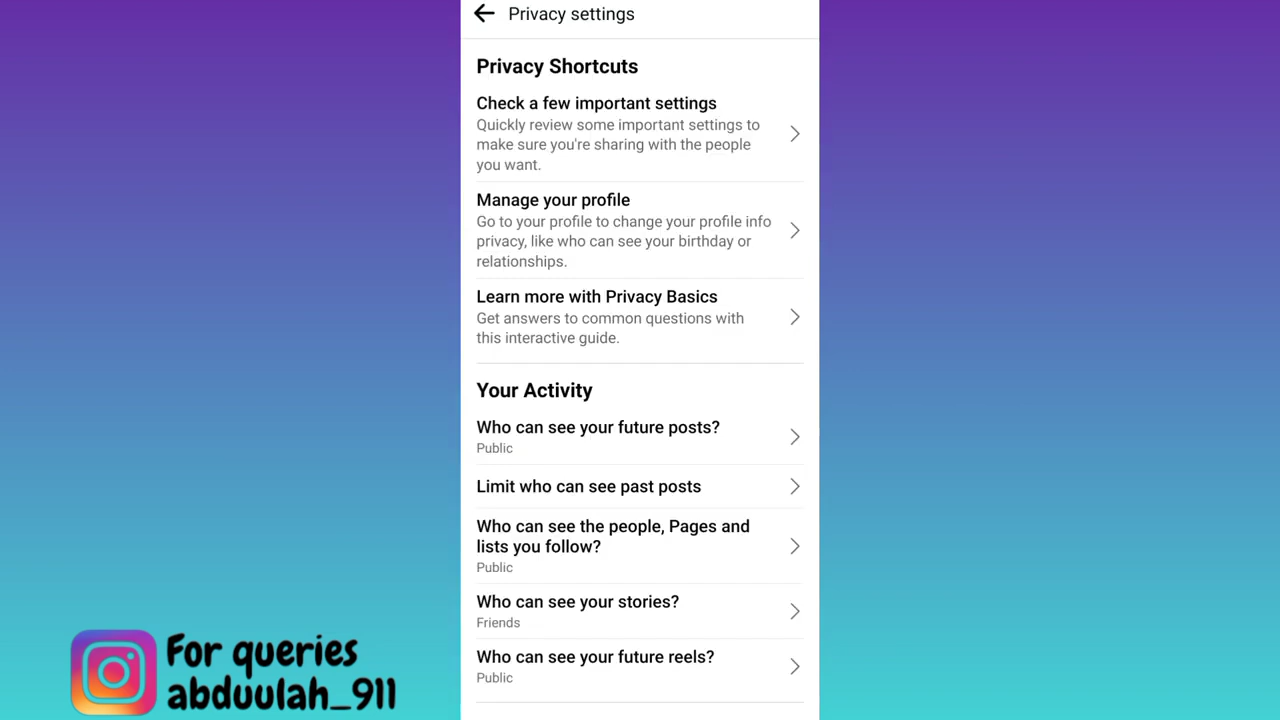 Privacy settings
Privacy Shortcuts
Check a few important settings
Quickly review some important settings to
make sure you're sharing with the people
you want.
Manage your profile
Go to your profile to change your profile info
privacy, like who can see your birthday or
relationships.
Learn more with Privacy Basics
Get answers to common questions with
this interactive guide.
Your Activity
Who can see your future posts?
Public
Limit who can see past posts
Who can see the people, Pages and
lists you follow?
Public
Who can see your stories?
Friends
Who can see your future reels?
Public
For queries
abduulah_911